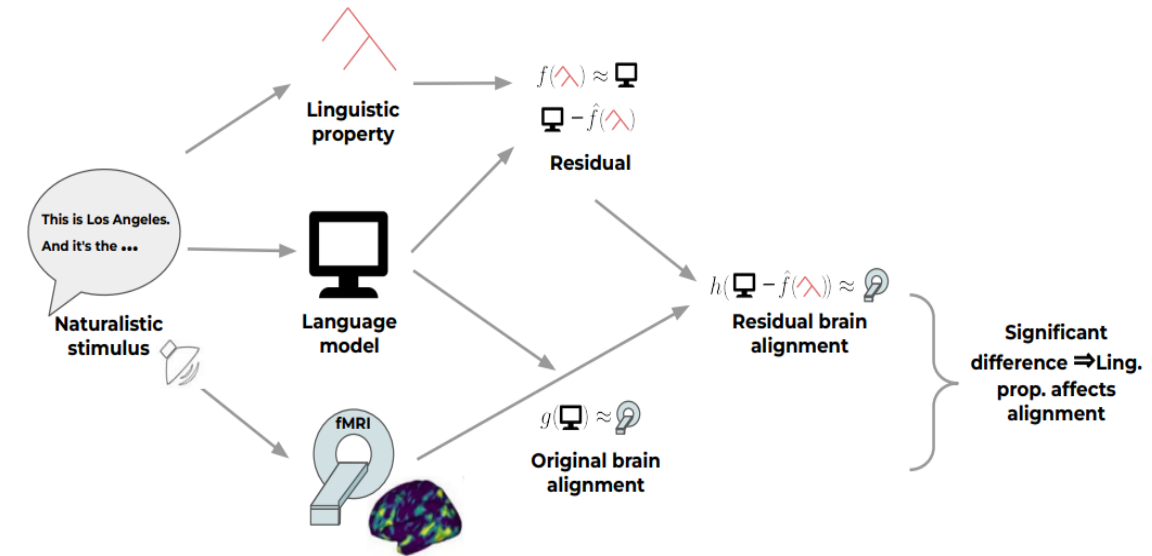 This is Los Angeles.
And it's the ...
Naturalistic
stimulus
Linguistic
property
Language
model
fMRI
f(⋋) ≈ 🖥
🖥 − f̂(⋋)
Residual
g(🖥) ≈
Original brain
alignment
h(🖥 − f̂(⋋)) ≈
Residual brain
alignment
Significant
difference ⇒Ling.
prop. affects
alignment